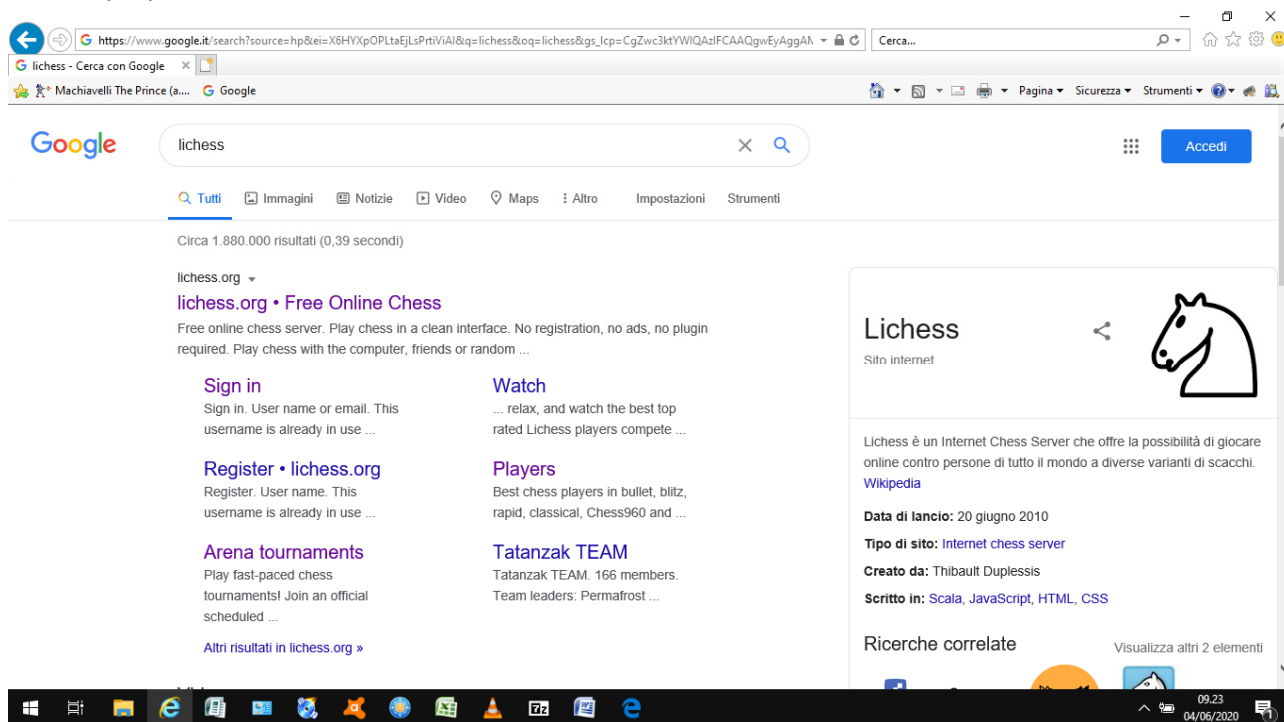 https://www.google.it/search?source=hp&ei=X6HYXpOPLtaEjLsPrtiViAI&q=lichess&oq=lichess&gs_lcp=CgZwc3ktYWIQAzIFCAAQgwEyAggAN
Cerca...
lichess - Cerca con Google
Machiavelli The Prince (a....
Google
Pagina
Sicurezza
Strumenti
Google
lichess
Accedi
Tutti
Immagini
Notizie
Video
Maps
Altro
Impostazioni
Strumenti
Circa 1.880.000 risultati (0,39 secondi)
lichess.org
lichess.org • Free Online Chess
Free online chess server. Play chess in a clean interface. No registration, no ads, no plugin
required. Play chess with the computer, friends or random ...
Sign in
Sign in. User name or email. This
username is already in use ...
Watch
... relax, and watch the best top
rated Lichess players compete ...
Register • lichess.org
Register. User name. This
username is already in use ...
Players
Best chess players in bullet, blitz,
rapid, classical, Chess960 and ...
Arena tournaments
Play fast-paced chess
tournaments! Join an official
scheduled ...
Tatanzak TEAM
Tatanzak TEAM. 166 members.
Team leaders: Permafrost ...
Altri risultati in lichess.org »
Lichess
Sito internet
Lichess è un Internet Chess Server che offre la possibilità di giocare
online contro persone di tutto il mondo a diverse varianti di scacchi.
Wikipedia
Data di lancio: 20 giugno 2010
Tipo di sito: Internet chess server
Creato da: Thibault Duplessis
Scritto in: Scala, JavaScript, HTML, CSS
Ricerche correlate
Visualizza altri 2 elementi
09.23
04/06/2020